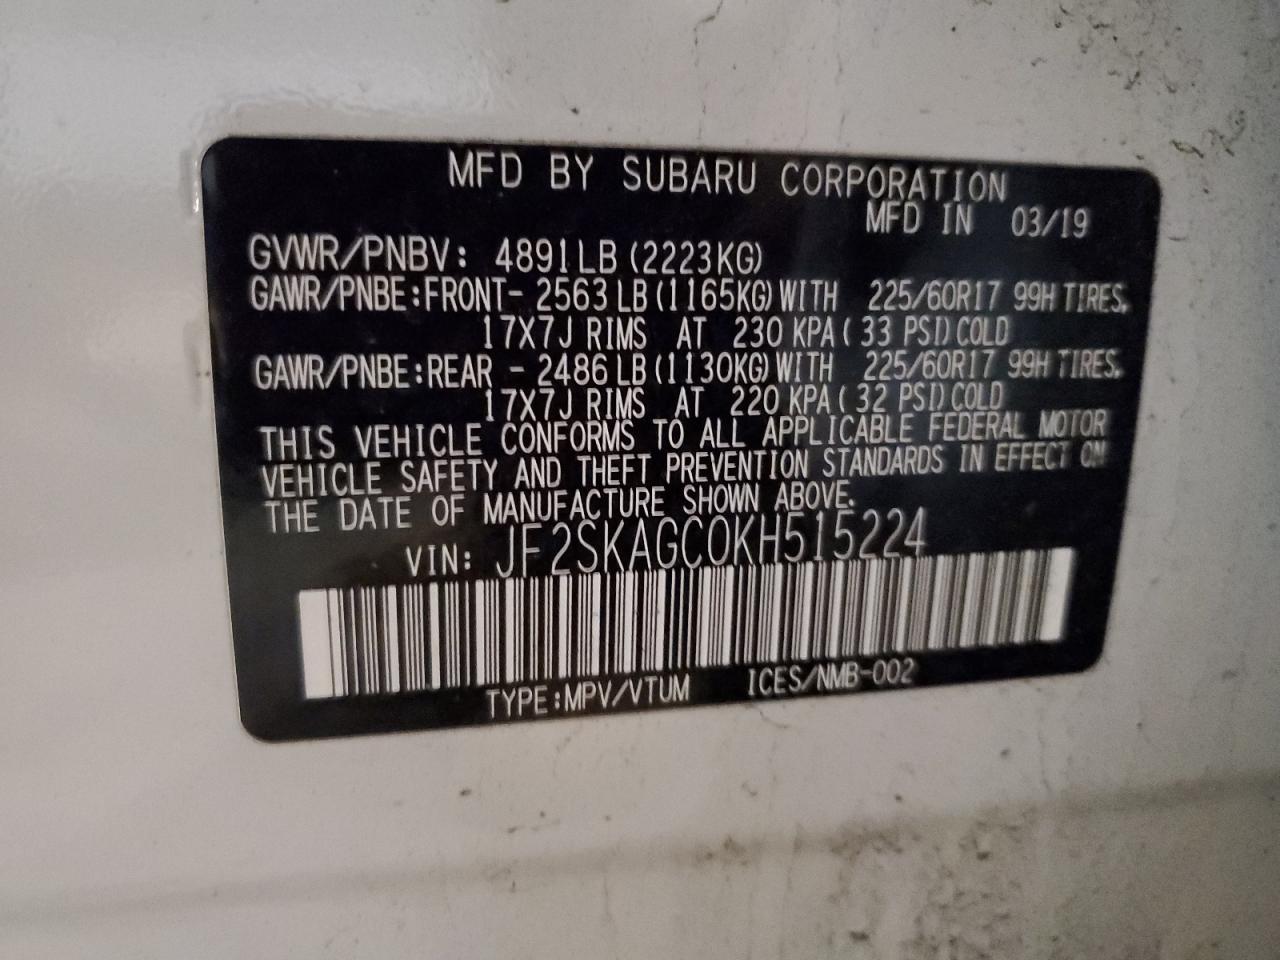 MFD BY SUBARU CORPORATION
MFD IN 03/19
GVWR/PNBV: 4891LB (2223KG)
GAWR/PNBE:FRONT- 2563 LB (1165KG) WITH 225/60R17 99H TIRES.
17X7J RIMS AT 230 KPA ( 33 PSI) COLD
GAWR/PNBE:REAR - 2486 LB (1130KG) WITH 225/60R17 99H TIRES.
17X7J RIMS AT 220 KPA ( 32 PSI) COLD
THIS VEHICLE CONFORMS TO ALL APPLICABLE FEDERAL MOTOR
VEHICLE SAFETY AND THEFT PREVENTION STANDARDS IN EFFECT ON
THE DATE OF MANUFACTURE SHOWN ABOVE.
VIN: JF2SKAGC0KH515224
TYPE:MPV/VTUM ICES/NMB-002